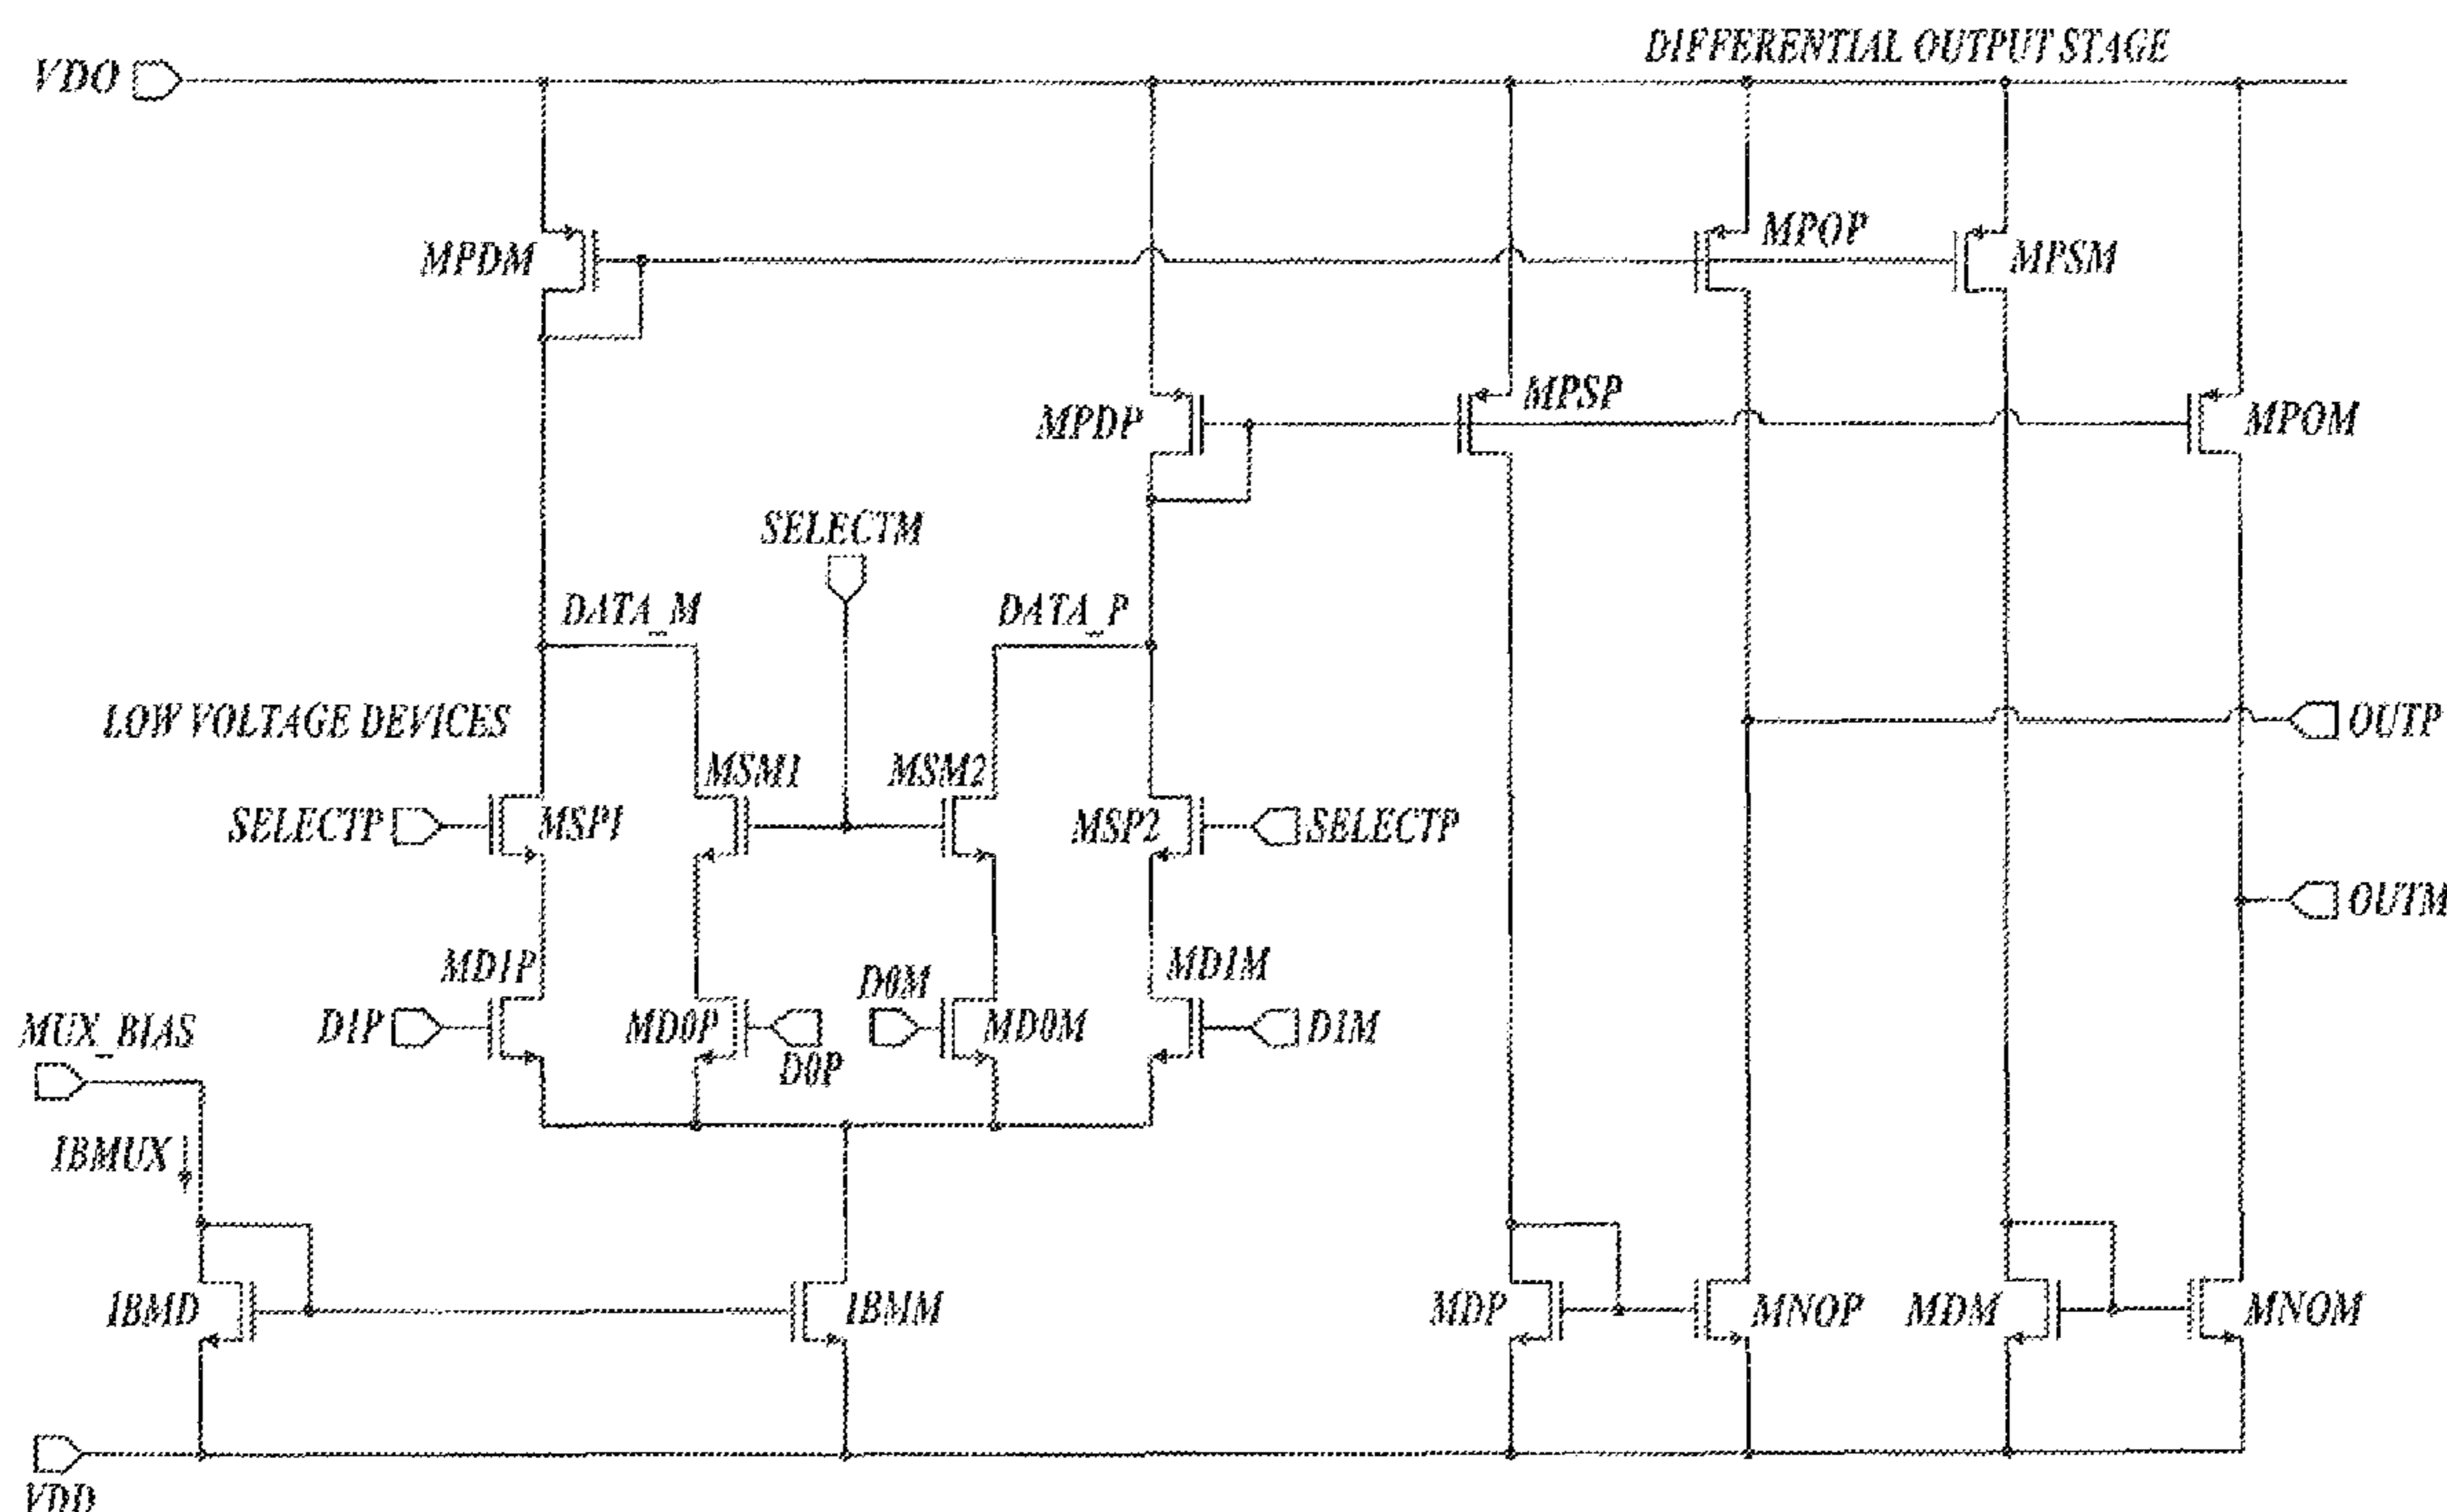 DIFFERENTIAL OUTPUT STAGE
VDO
MPOP
MPDM
MPSM
MPSP
MPDP
MPOM
SELECTM
DATA_M
DATA_P
LOW VOLTAGE DEVICES
OUTP
MSM1
MSM2
SELECTP
MSP1
MSP2
SELECTP
OUTM
MD1P
D0M
MD1M
MUX_BIAS
D1P
MD0P
MD0M
D1M
D0P
IBMUX
IBMD
IBMM
MDP
MNOP
MDM
MNOM
VDD